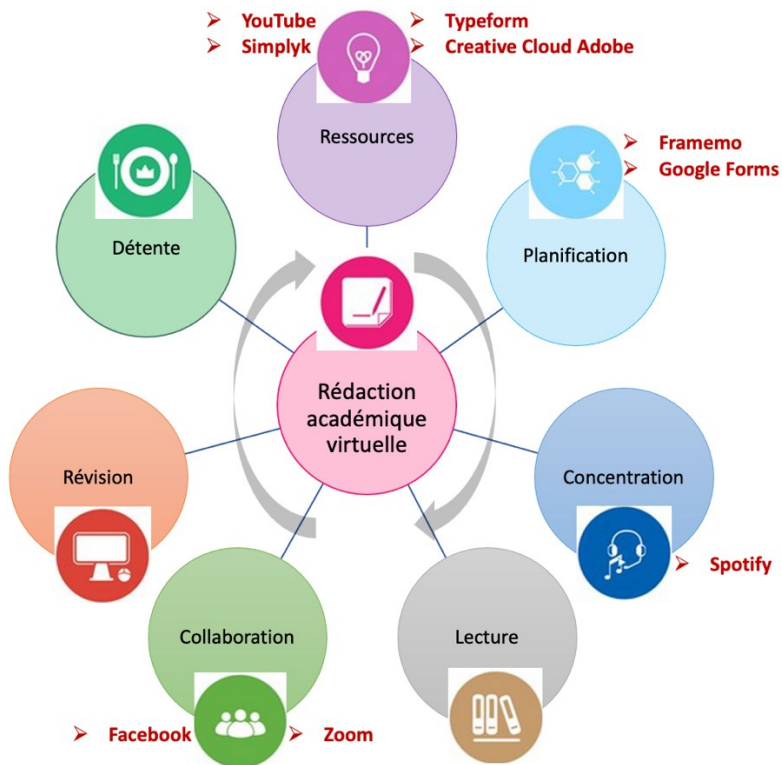 ➢ YouTube
➢ Simplyk
➢ Typeform
➢ Creative Cloud Adobe
Ressources
➢ Framemo
➢ Google Forms
Détente
Planification
Rédaction
académique
virtuelle
Révision
Concentration
➢ Spotify
Collaboration
Lecture
➢ Facebook
➢ Zoom